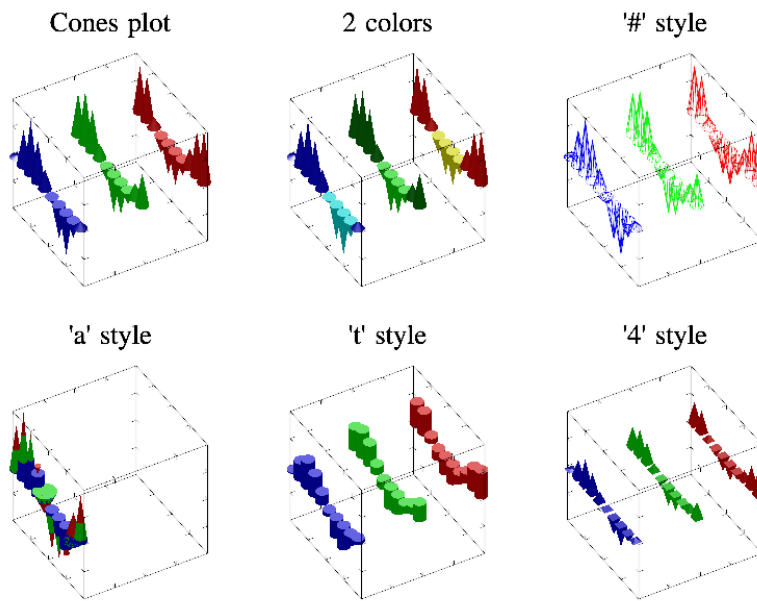 Cones plot
2 colors
'#' style
'a' style
't' style
'4' style